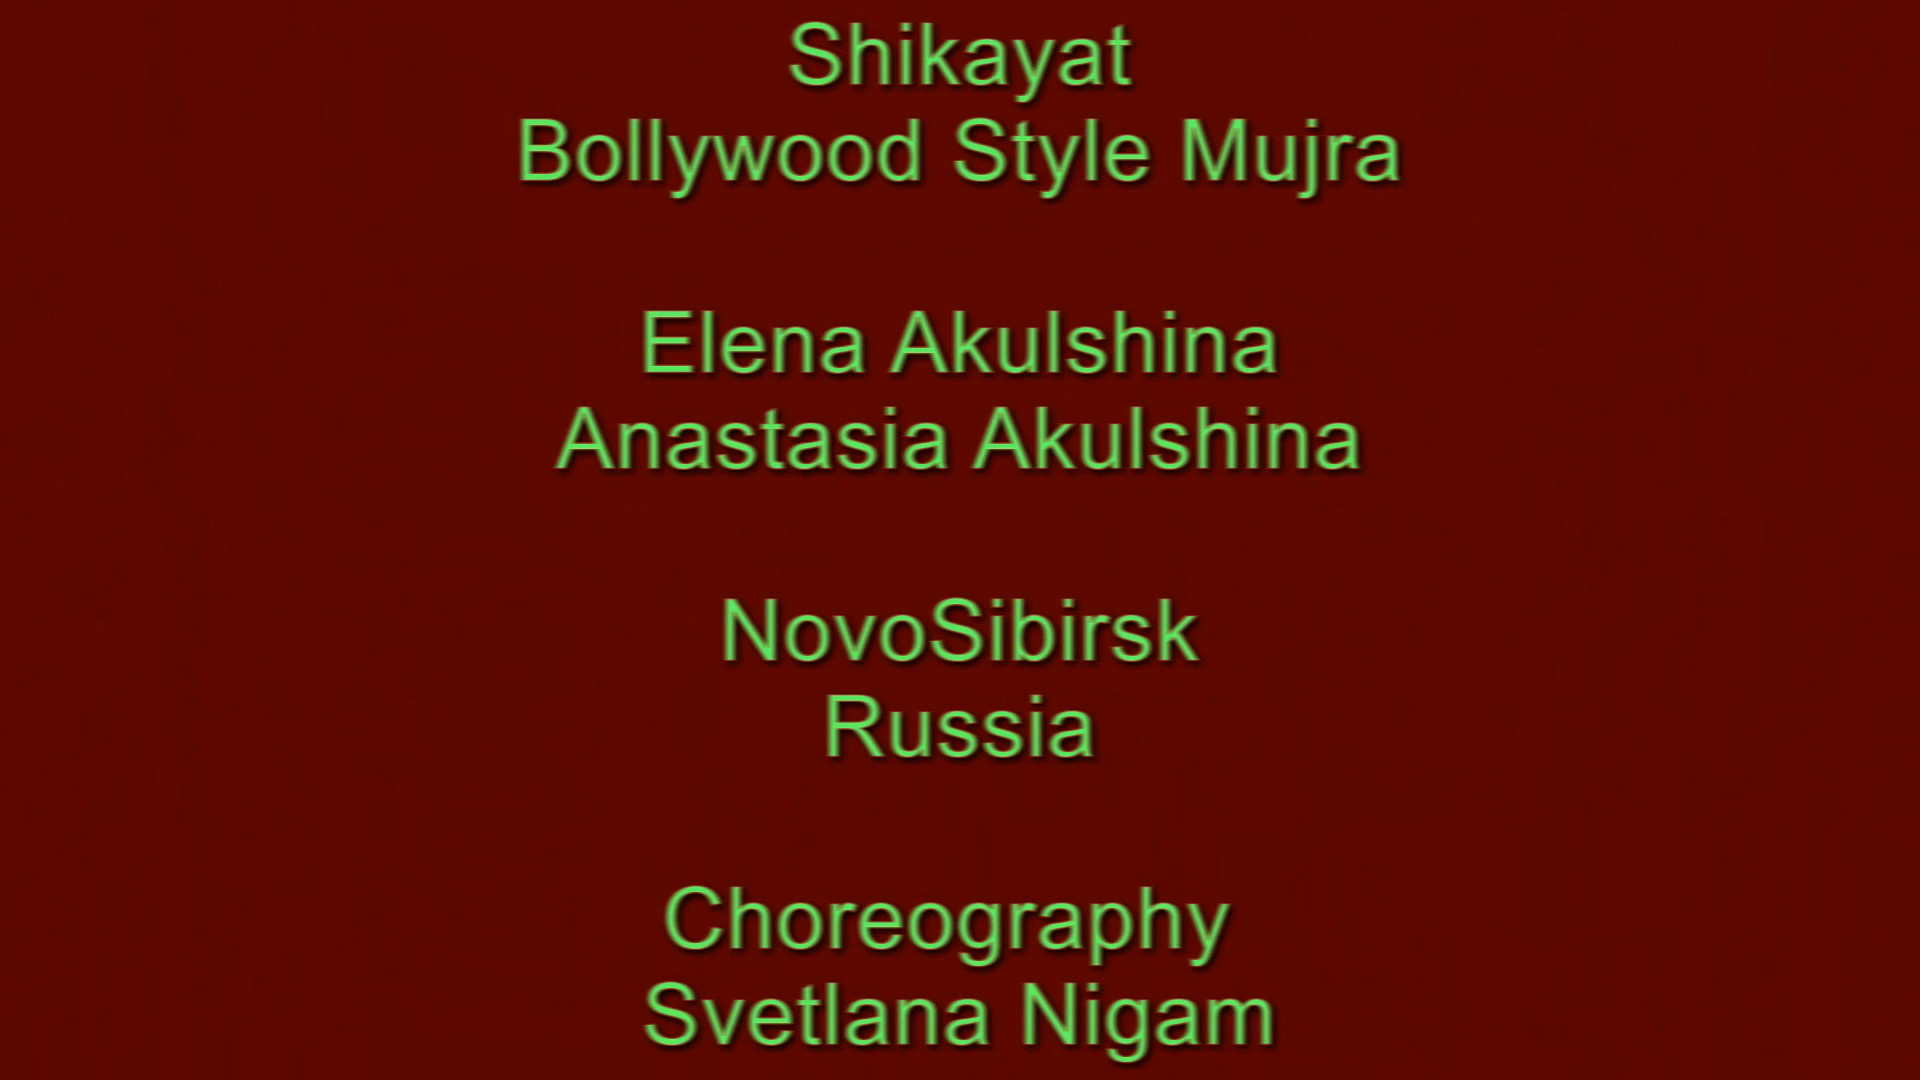 Shikayat
Bollywood Style Mujra
Elena Akulshina
Anastasia Akulshina
NovoSibirsk
Russia
Choreography
Svetlana Nigam